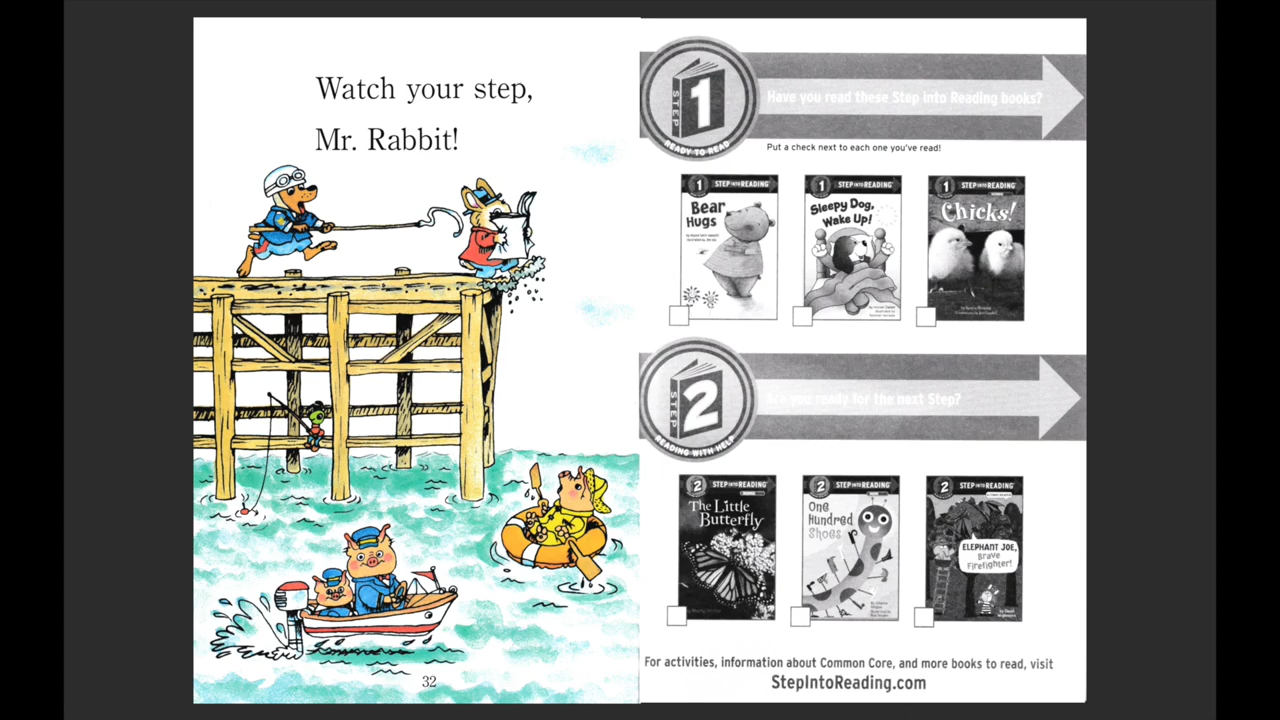 Watch your step,
Mr. Rabbit!
32
STEP 1
READY TO READ
Have you read these Step into Reading books?
Put a check next to each one you've read!
1 STEP INTO READING
Bear
Hugs
1 STEP INTO READING
Sleepy Dog,
Wake Up!
1 STEP INTO READING
Chicks!
STEP 2
READING WITH HELP
Are you ready for the next Step?
2 STEP INTO READING
The Little
Butterfly
2 STEP INTO READING
One
Hundred
Shoes
2 STEP INTO READING
ELEPHANT JOE,
BRAVE
FIREFIGHTER!
For activities, information about Common Core, and more books to read, visit
StepIntoReading.com